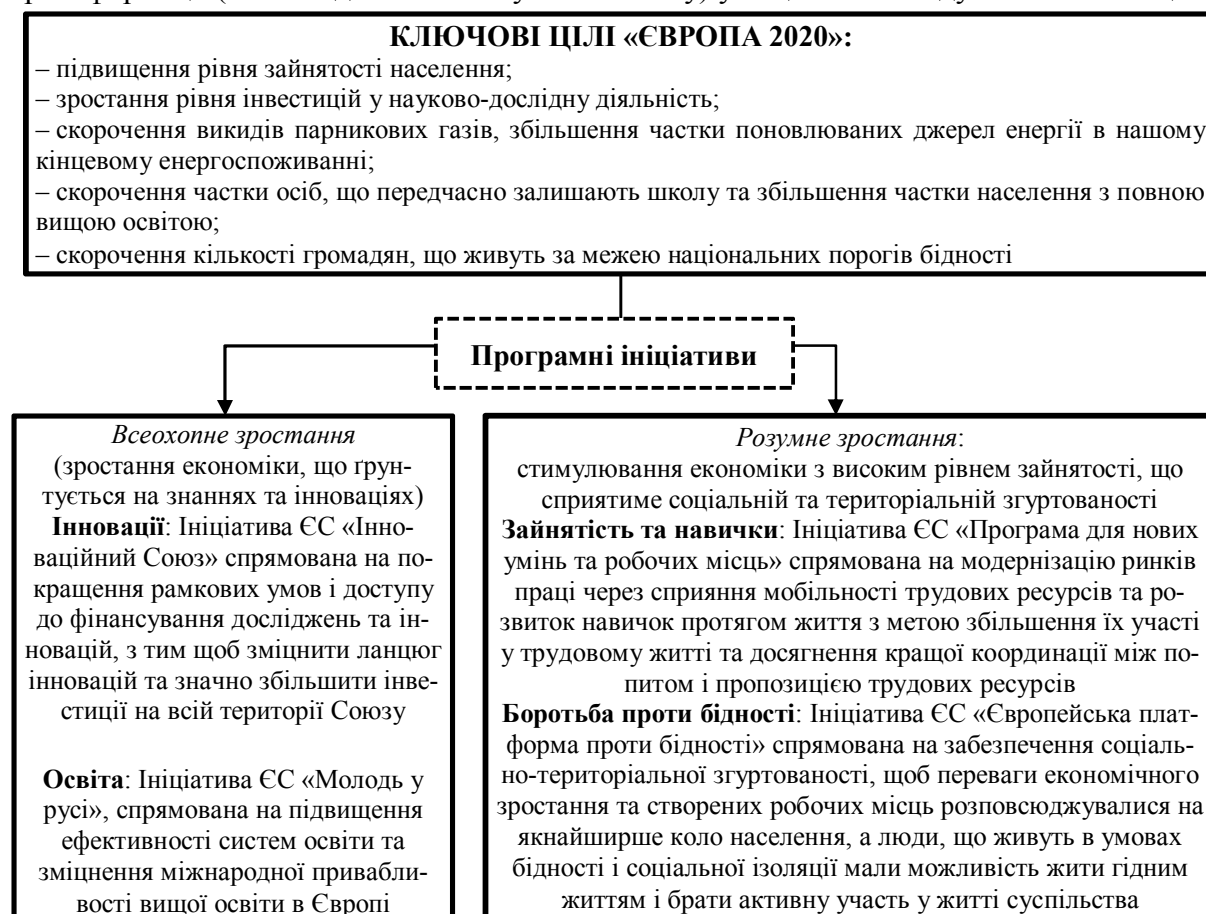 КЛЮЧОВІ ЦІЛІ «ЄВРОПА 2020»:
– підвищення рівня зайнятості населення;
– зростання рівня інвестицій у науково-дослідну діяльність;
– скорочення викидів парникових газів, збільшення частки поновлюваних джерел енергії в нашому
кінцевому енергоспоживанні;
– скорочення частки осіб, що передчасно залишають школу та збільшення частки населення з повною
вищою освітою;
– скорочення кількості громадян, що живуть за межею національних порогів бідності
Програмні ініціативи
Всеохопне зростання
(зростання економіки, що ґрун-
тується на знаннях та інноваціях)
Інновації: Ініціатива ЄС «Інно-
ваційний Союз» спрямована на по-
кращення рамкових умов і доступу
до фінансування досліджень та ін-
новацій, з тим щоб зміцнити ланцюг
інновацій та значно збільшити інве-
стиції на всій території Союзу
Освіта: Ініціатива ЄС «Молодь у
русі», спрямована на підвищення
ефективності систем освіти та
зміцнення міжнародної приваბли-
вості вищої освіти в Європі
Розумне зростання:
стимулювання економіки з високим рівнем зайнятості, що
сприятиме соціальній та територіальній згуртованості
Зайнятість та навички: Ініціатива ЄС «Програма для нових
умінь та робочих місць» спрямована на модернізацію ринків
праці через сприяння мобільності трудових ресурсів та ро-
звиток навичок протягом життя з метою збільшення їх участі
у трудовому житті та досягнення кращої координації між по-
питом і пропозицією трудових ресурсів
Боротьба проти бідності: Ініціатива ЄС «Європейська плат-
форма проти бідності» спрямована на забезпечення соціаль-
но-територіальної згуртованості, щоб переваги економічного
зростання та створених робочих місць розповсюджувалися на
якнайширше коло населення, а люди, що живуть в умовах
бідності і соціальної ізоляції мали можливість жити гідним
життям і брати активну участь у житті суспільства